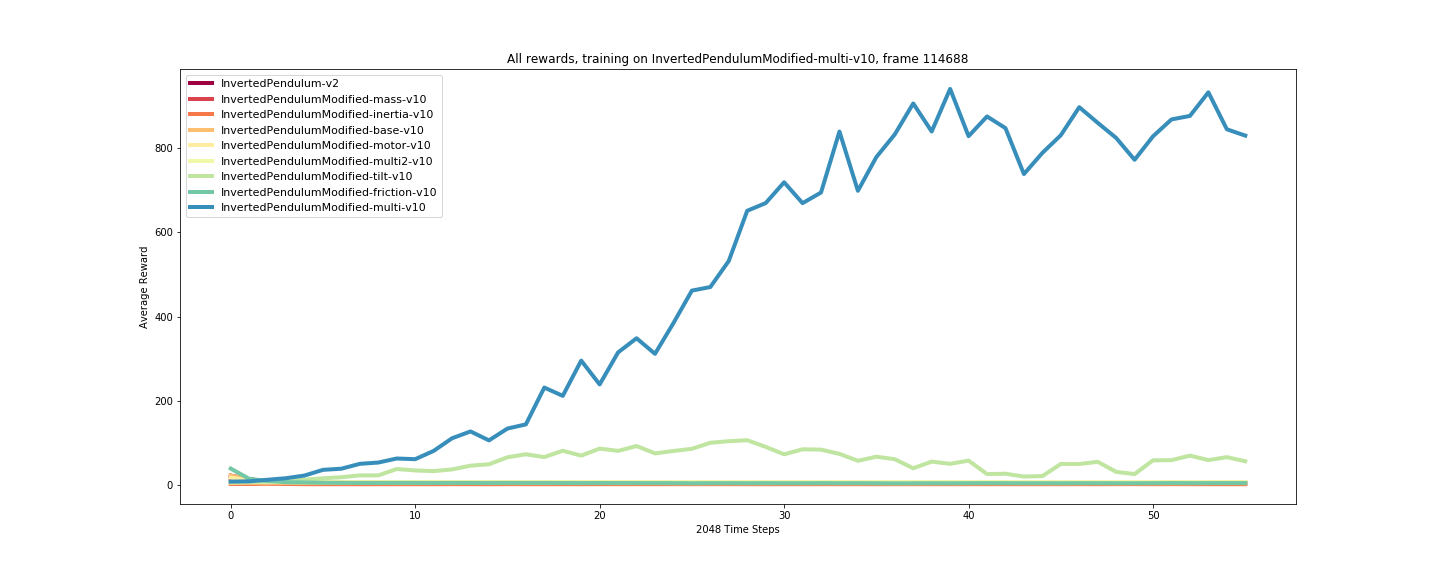 All rewards, training on InvertedPendulumModified-multi-v10, frame 114688
InvertedPendulum-v2
InvertedPendulumModified-mass-v10
InvertedPendulumModified-inertia-v10
InvertedPendulumModified-base-v10
InvertedPendulumModified-motor-v10
InvertedPendulumModified-multi2-v10
InvertedPendulumModified-tilt-v10
InvertedPendulumModified-friction-v10
InvertedPendulumModified-multi-v10
Average Reward
800
600
400
200
0
0 10 20 30 40 50
2048 Time Steps